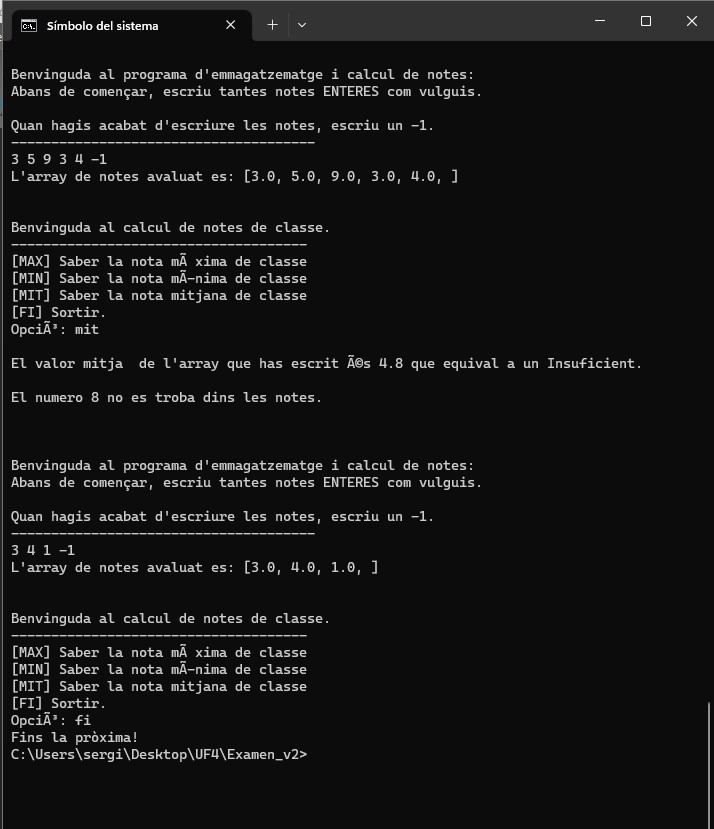 Símbolo del sistema
Benvinguda al programa d'emmagatzematge i calcul de notes:
Abans de començar, escriu tantes notes ENTERES com vulguis.
Quan hagis acabat d'escriure les notes, escriu un -1.
--------------------------------------
3 5 9 3 4 -1
L'array de notes avaluat es: [3.0, 5.0, 9.0, 3.0, 4.0, ]
Benvinguda al calcul de notes de classe.
-------------------------------------
[MAX] Saber la nota mÃ xima de classe
[MIN] Saber la nota mÃ-nima de classe
[MIT] Saber la nota mitjana de classe
[FI] Sortir.
OpciÃ³: mit
El valor mitja  de l'array que has escrit Ã©s 4.8 que equival a un Insuficient.
El numero 8 no es troba dins les notes.
Benvinguda al programa d'emmagatzematge i calcul de notes:
Abans de començar, escriu tantes notes ENTERES com vulguis.
Quan hagis acabat d'escriure les notes, escriu un -1.
--------------------------------------
3 4 1 -1
L'array de notes avaluat es: [3.0, 4.0, 1.0, ]
Benvinguda al calcul de notes de classe.
-------------------------------------
[MAX] Saber la nota mÃ xima de classe
[MIN] Saber la nota mÃ-nima de classe
[MIT] Saber la nota mitjana de classe
[FI] Sortir.
OpciÃ³: fi
Fins la pròxima!
C:\Users\sergi\Desktop\UF4\Examen_v2>